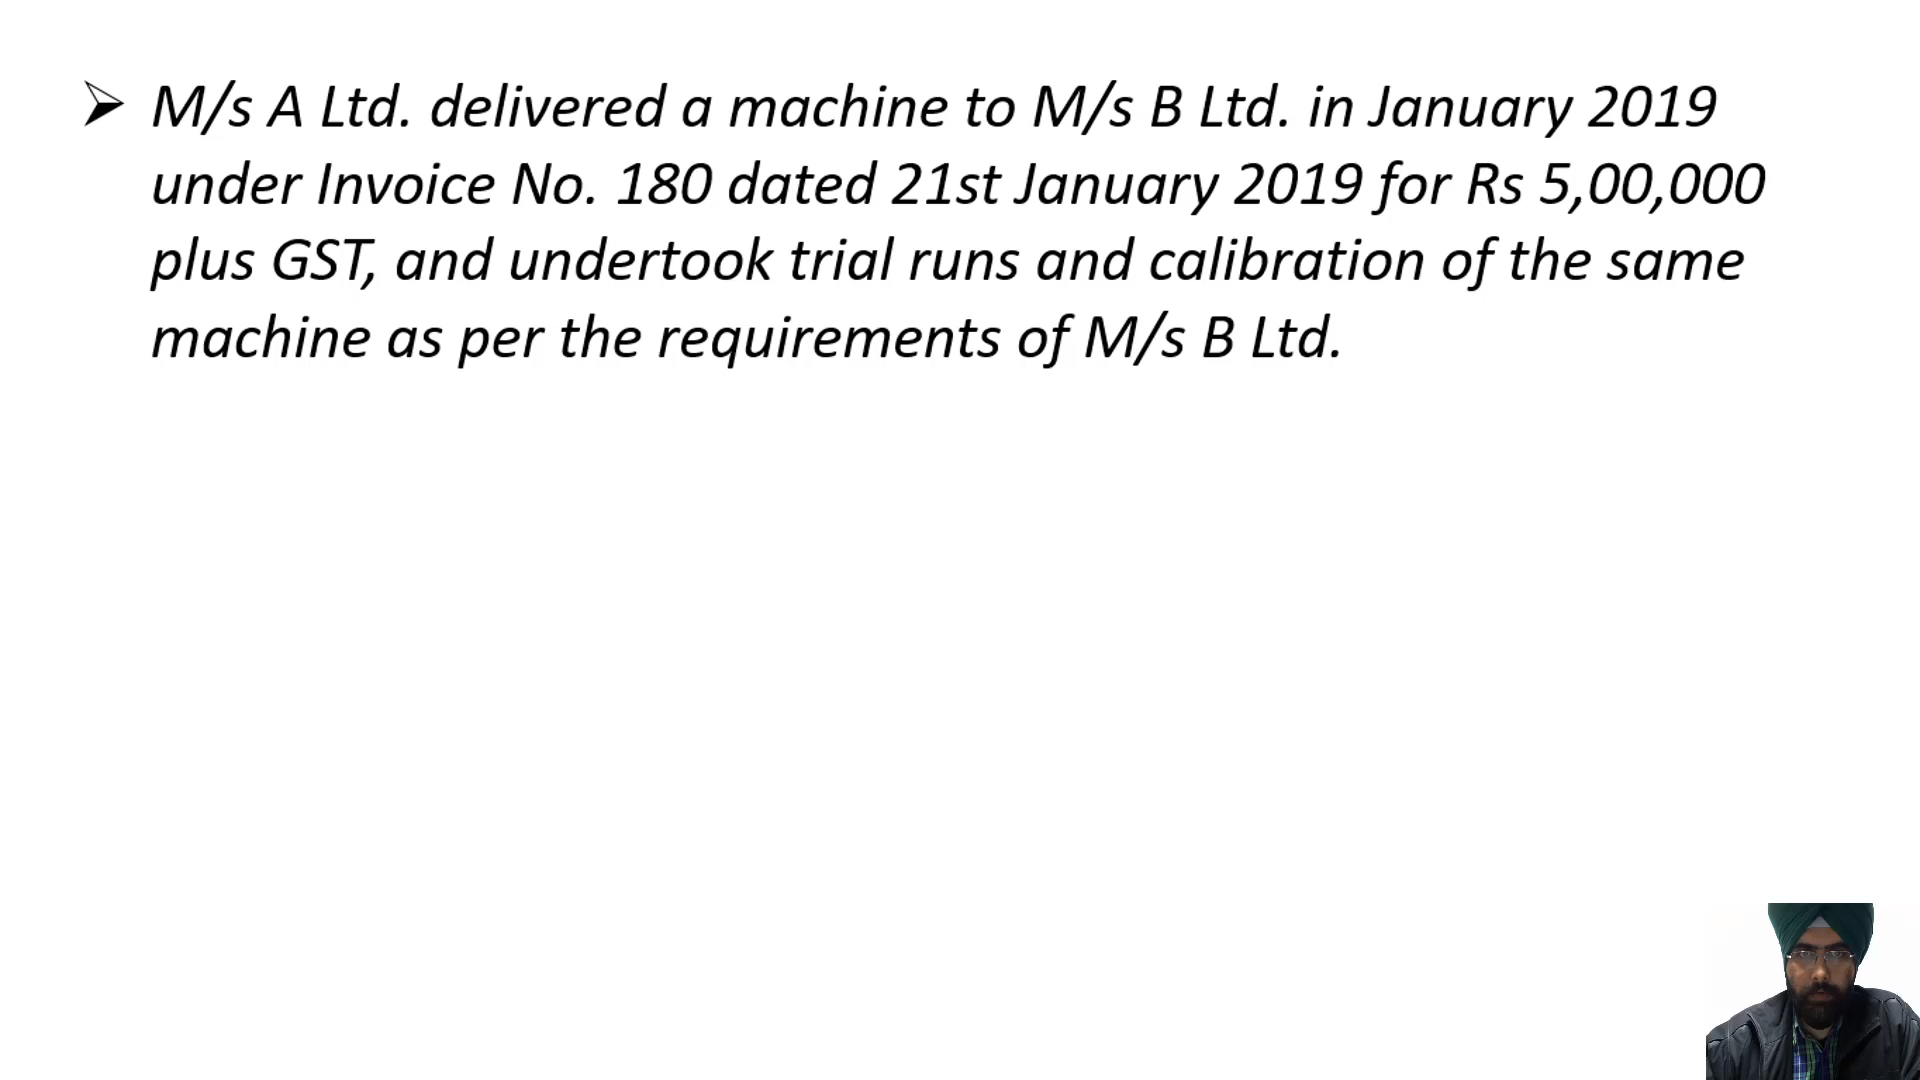 M/s A Ltd. delivered a machine to M/s B Ltd. in January 2019
under Invoice No. 180 dated 21st January 2019 for Rs 5,00,000
plus GST, and undertook trial runs and calibration of the same
machine as per the requirements of M/s B Ltd.